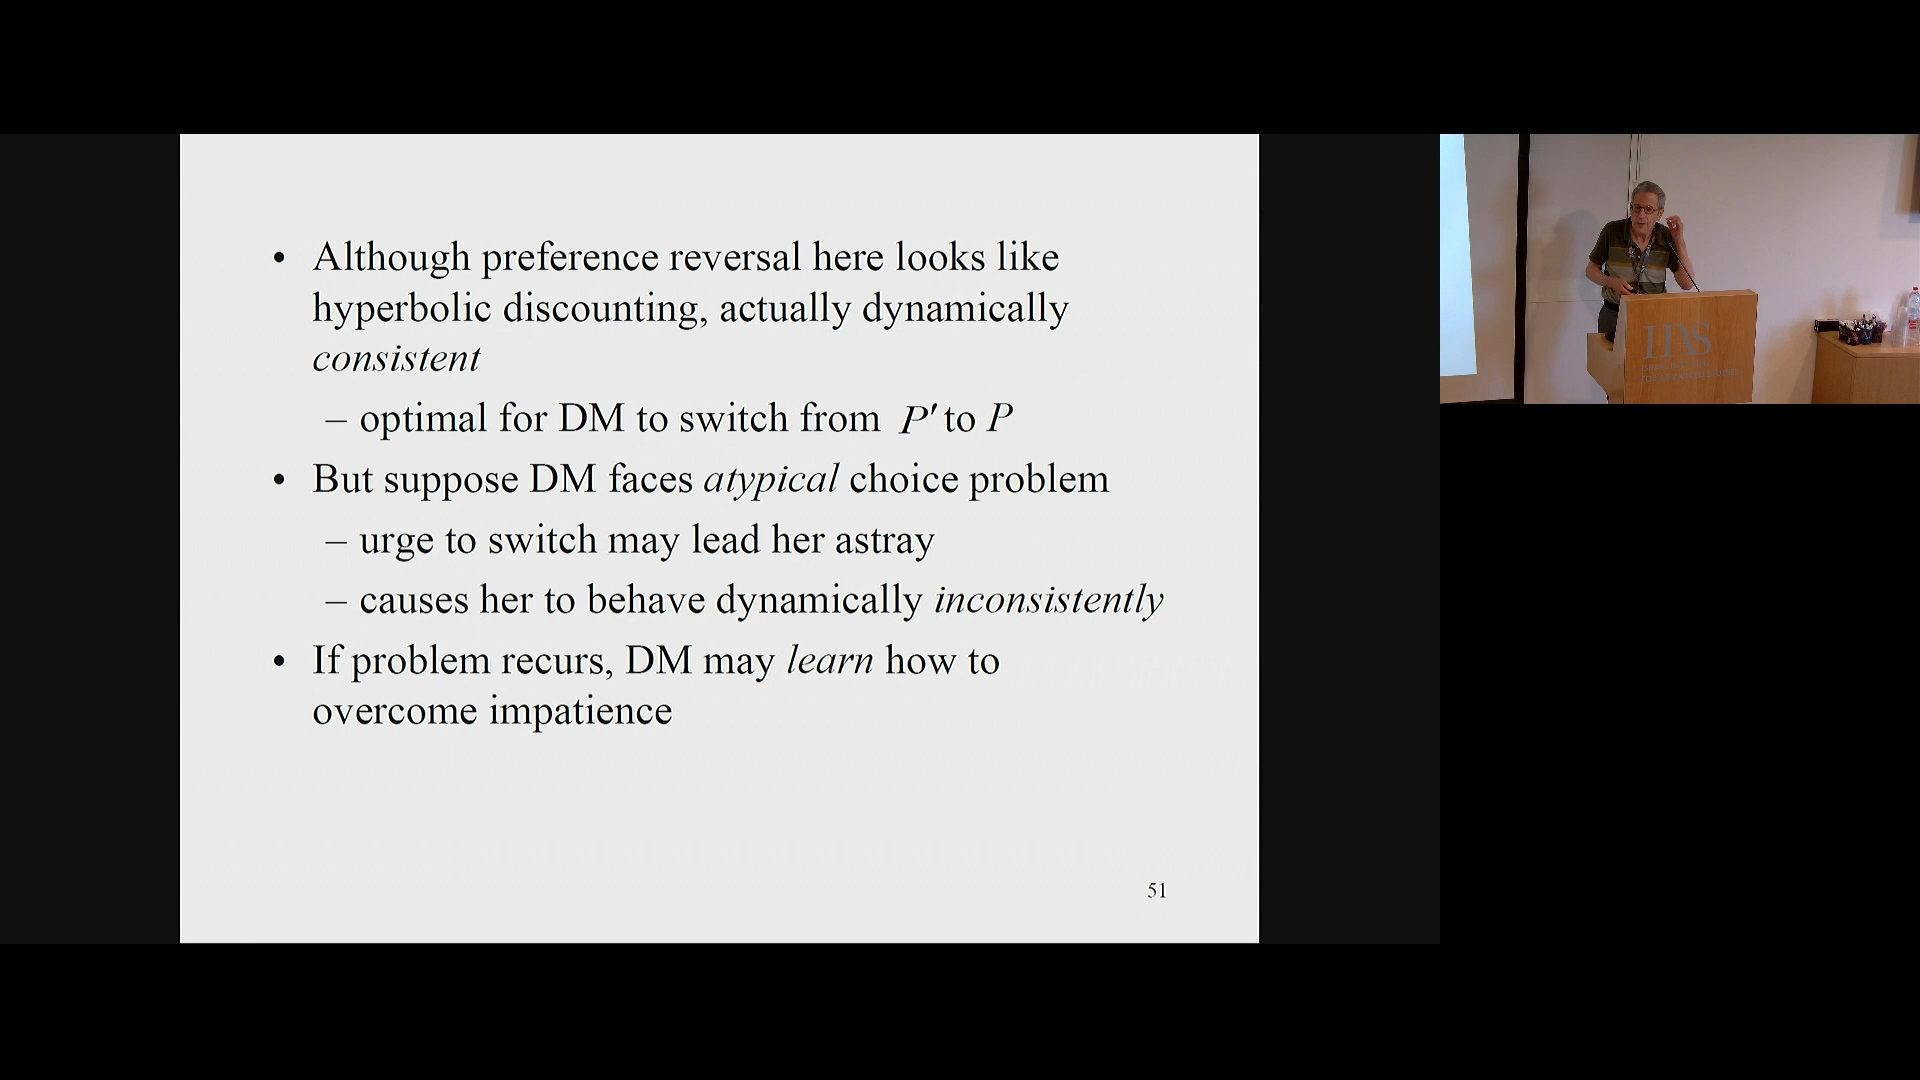 • Although preference reversal here looks like
hyperbolic discounting, actually dynamically
consistent
– optimal for DM to switch from P′ to P
• But suppose DM faces atypical choice problem
– urge to switch may lead her astray
– causes her to behave dynamically inconsistently
• If problem recurs, DM may learn how to
overcome impatience
51
IIAS